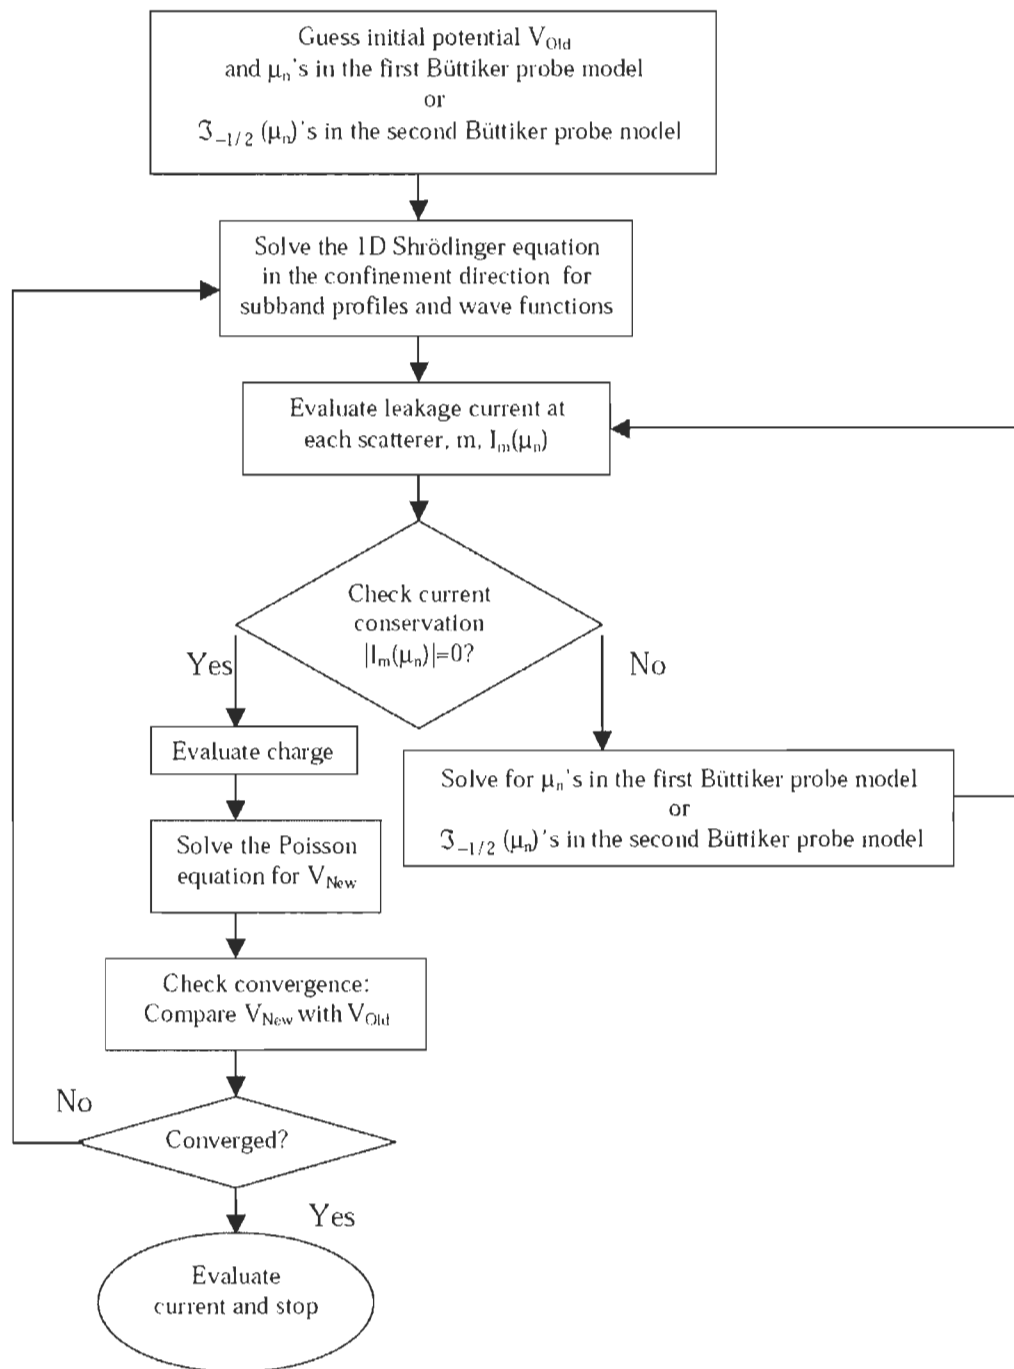 Guess initial potential V_Old
and μ_n's in the first Büttiker probe model
or
ℑ_−1/2 (μ_n)'s in the second Büttiker probe model
Solve the 1D Shrödinger equation
in the confinement direction for
subband profiles and wave functions
Evaluate leakage current at
each scatterer, m, I_m(μ_n)
Check current
conservation
|I_m(μ_n)|=0?
Yes
No
Evaluate charge
Solve for μ_n's in the first Büttiker probe model
or
ℑ_−1/2 (μ_n)'s in the second Büttiker probe model
Solve the Poisson
equation for V_New
Check convergence:
Compare V_New with V_Old
No
Converged?
Yes
Evaluate
current and stop